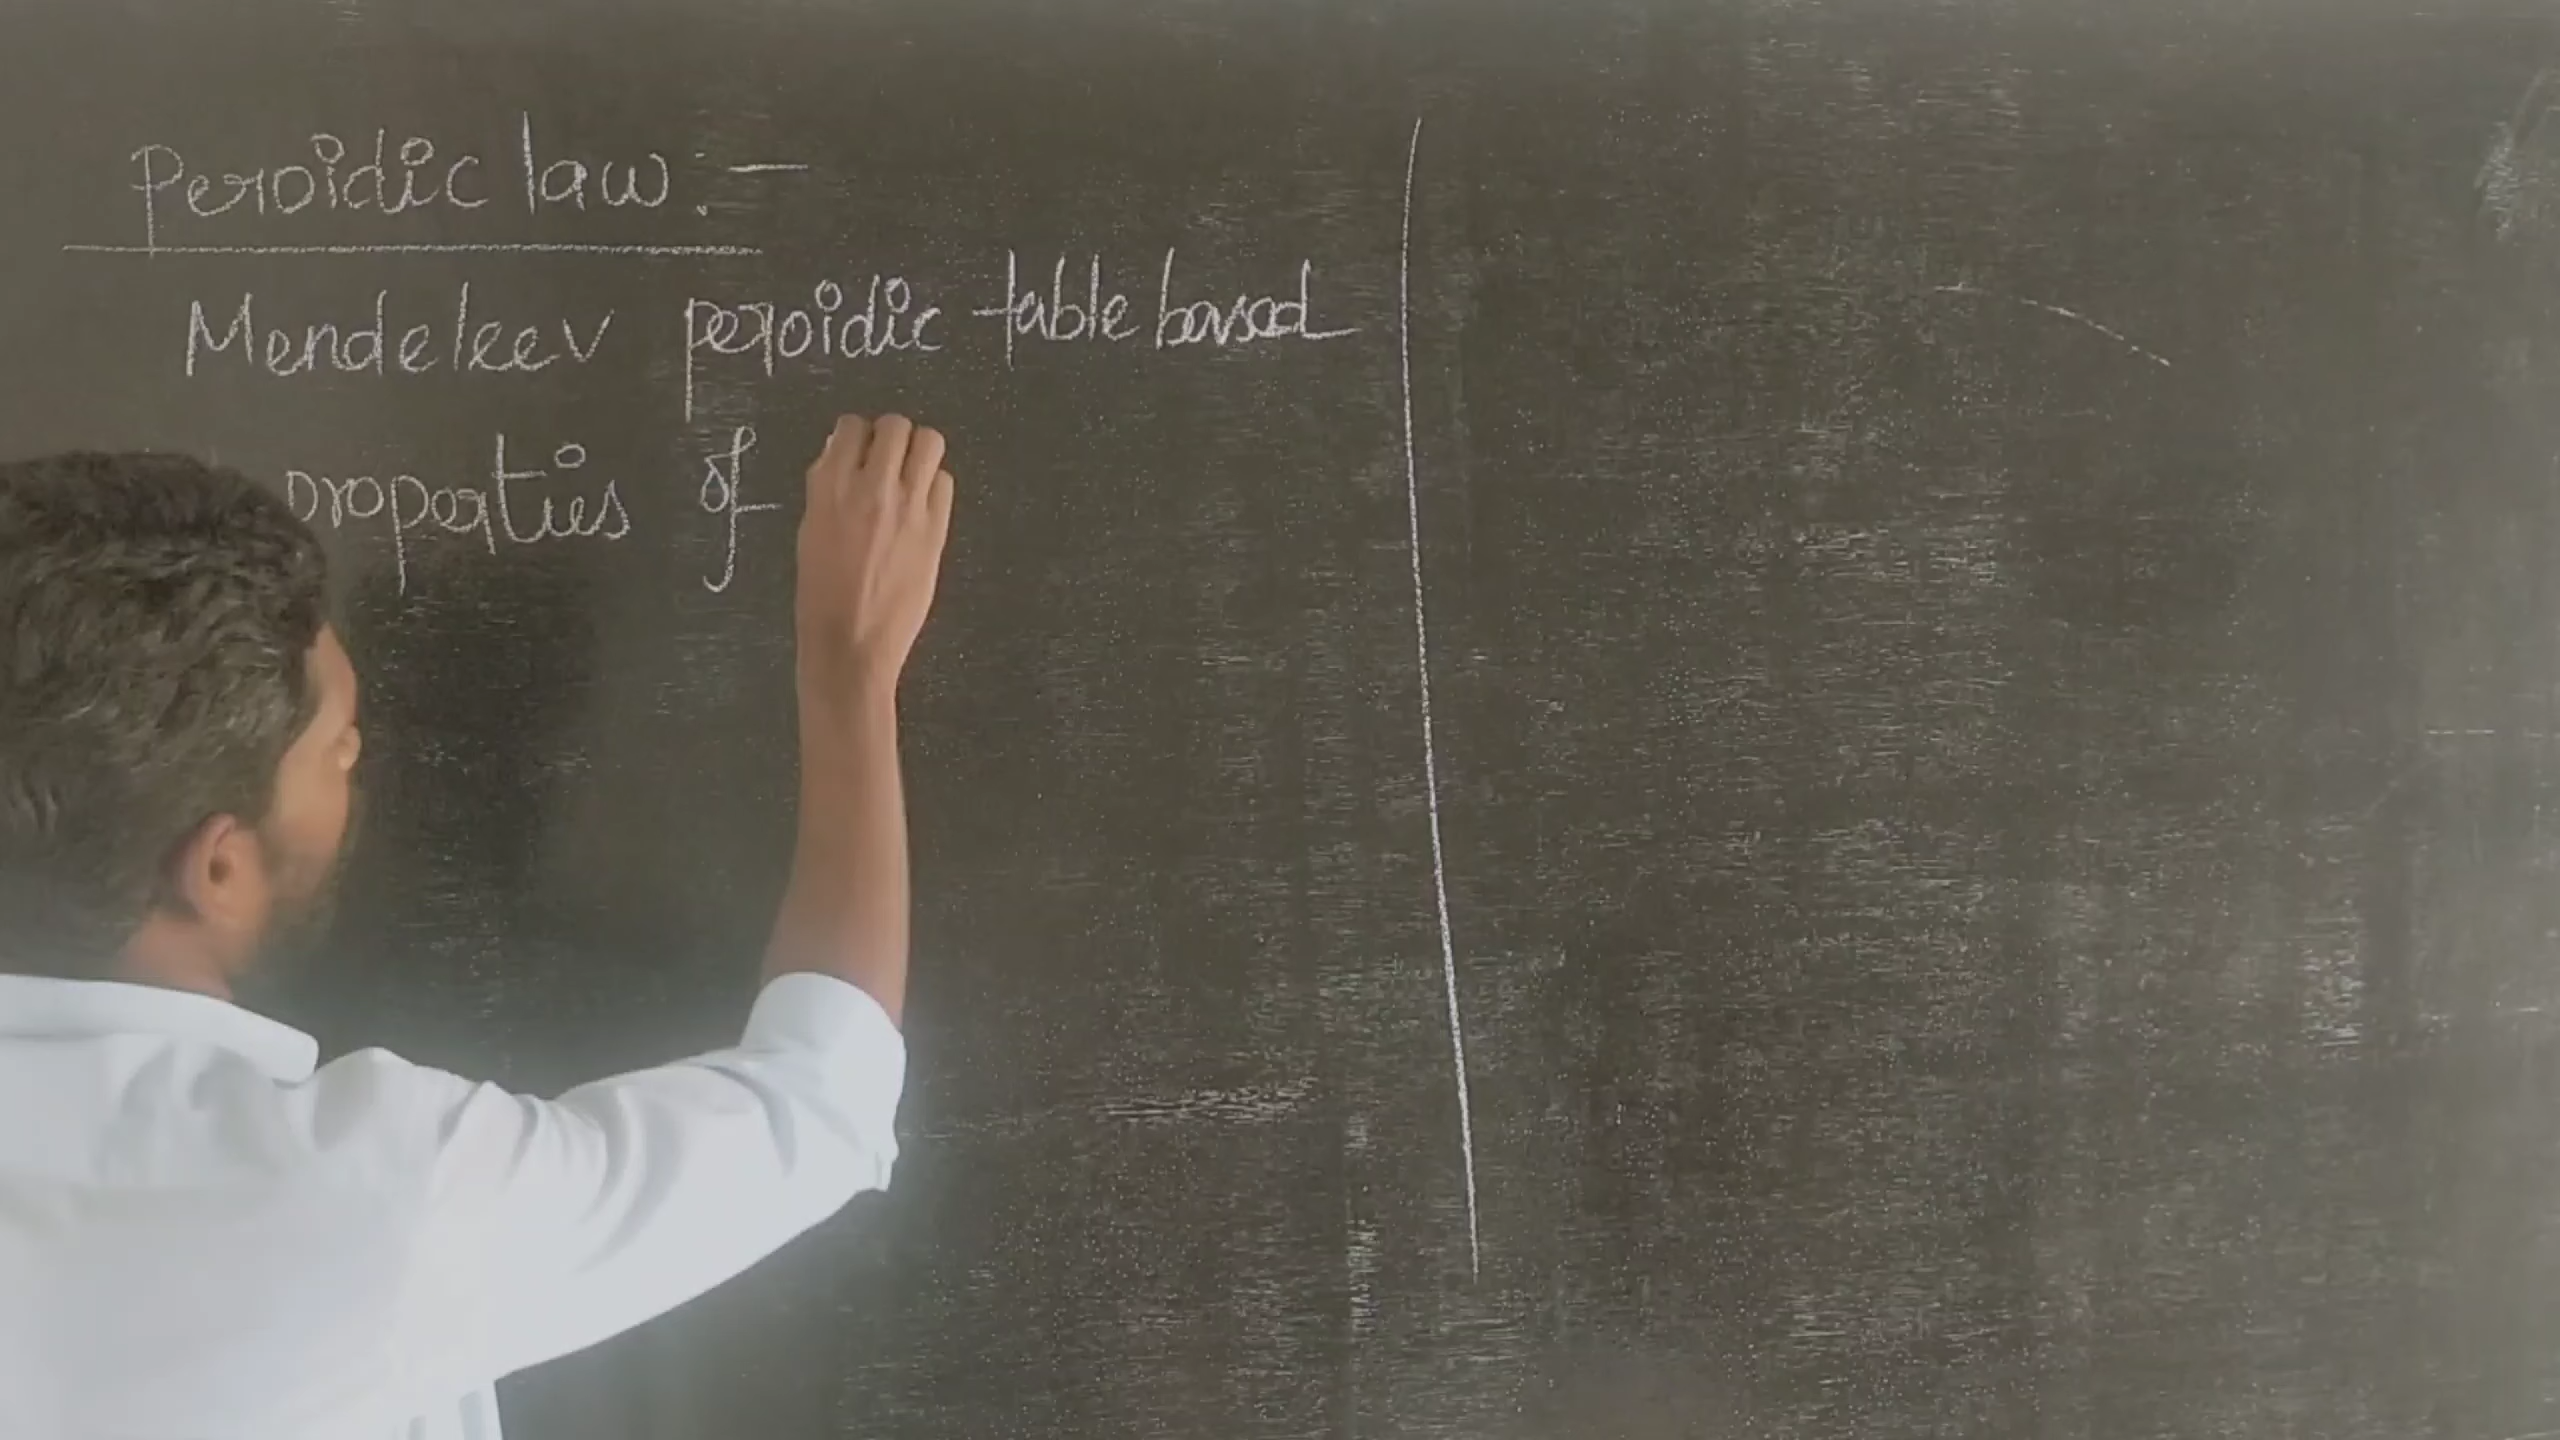 Peroidic law : —
Mendeleev peroidic table based
properties of